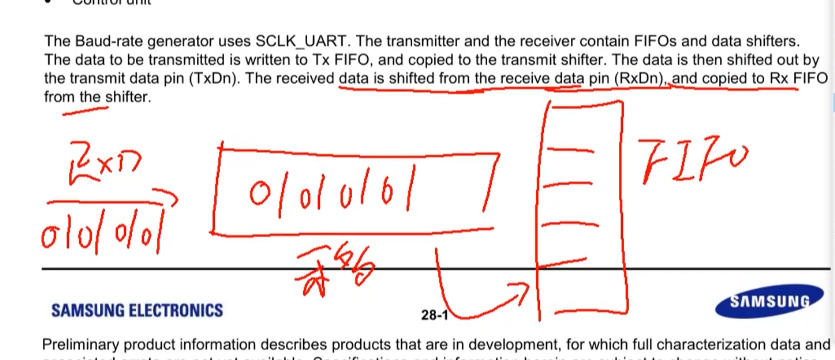 Control unit
The Baud-rate generator uses SCLK_UART. The transmitter and the receiver contain FIFOs and data shifters.
The data to be transmitted is written to Tx FIFO, and copied to the transmit shifter. The data is then shifted out by
the transmit data pin (TxDn). The received data is shifted from the receive data pin (RxDn), and copied to Rx FIFO
from the shifter.
RxD
0101010101
FIFO
SAMSUNG ELECTRONICS
28-1
SAMSUNG
Preliminary product information describes products that are in development, for which full characterization data and